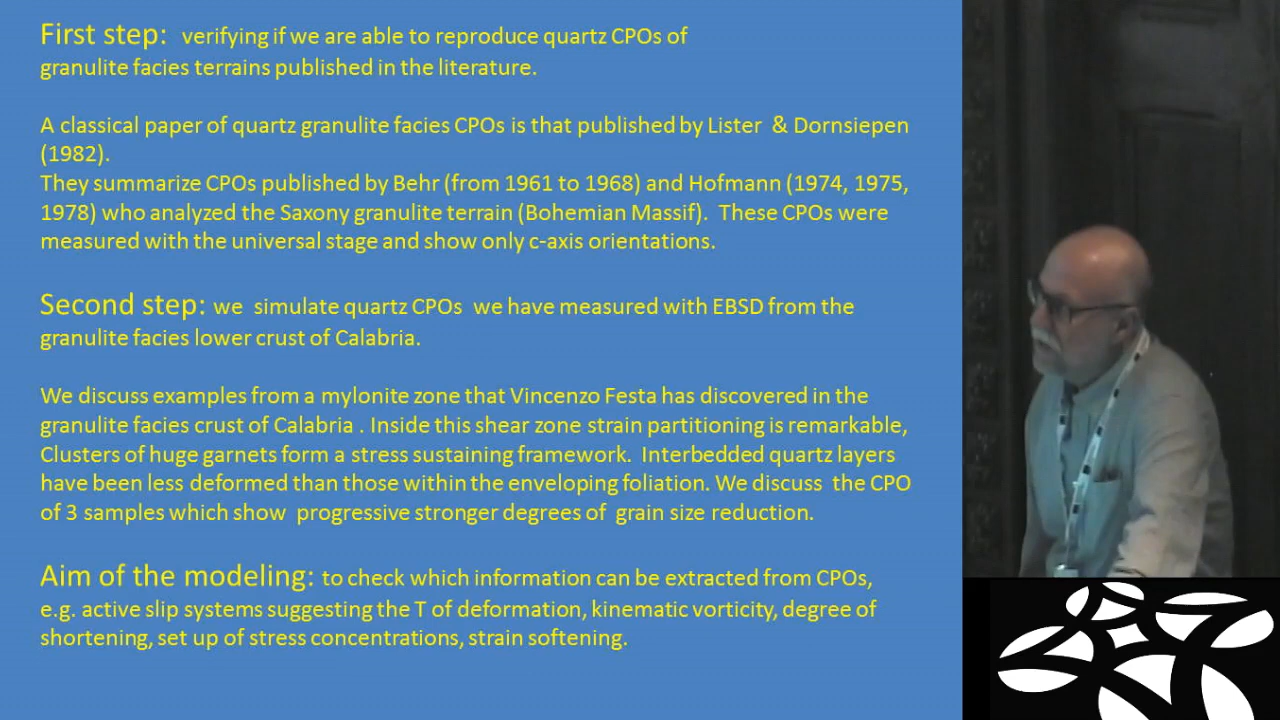 First step: verifying if we are able to reproduce quartz CPOs of
granulite facies terrains published in the literature.
A classical paper of quartz granulite facies CPOs is that published by Lister & Dornsiepen
(1982).
They summarize CPOs published by Behr (from 1961 to 1968) and Hofmann (1974, 1975,
1978) who analyzed the Saxony granulite terrain (Bohemian Massif). These CPOs were
measured with the universal stage and show only c-axis orientations.
Second step: we simulate quartz CPOs we have measured with EBSD from the
granulite facies lower crust of Calabria.
We discuss examples from a mylonite zone that Vincenzo Festa has discovered in the
granulite facies crust of Calabria . Inside this shear zone strain partitioning is remarkable,
Clusters of huge garnets form a stress sustaining framework. Interbedded quartz layers
have been less deformed than those within the enveloping foliation. We discuss the CPO
of 3 samples which show progressive stronger degrees of grain size reduction.
Aim of the modeling: to check which information can be extracted from CPOs,
e.g. active slip systems suggesting the T of deformation, kinematic vorticity, degree of
shortening, set up of stress concentrations, strain softening.